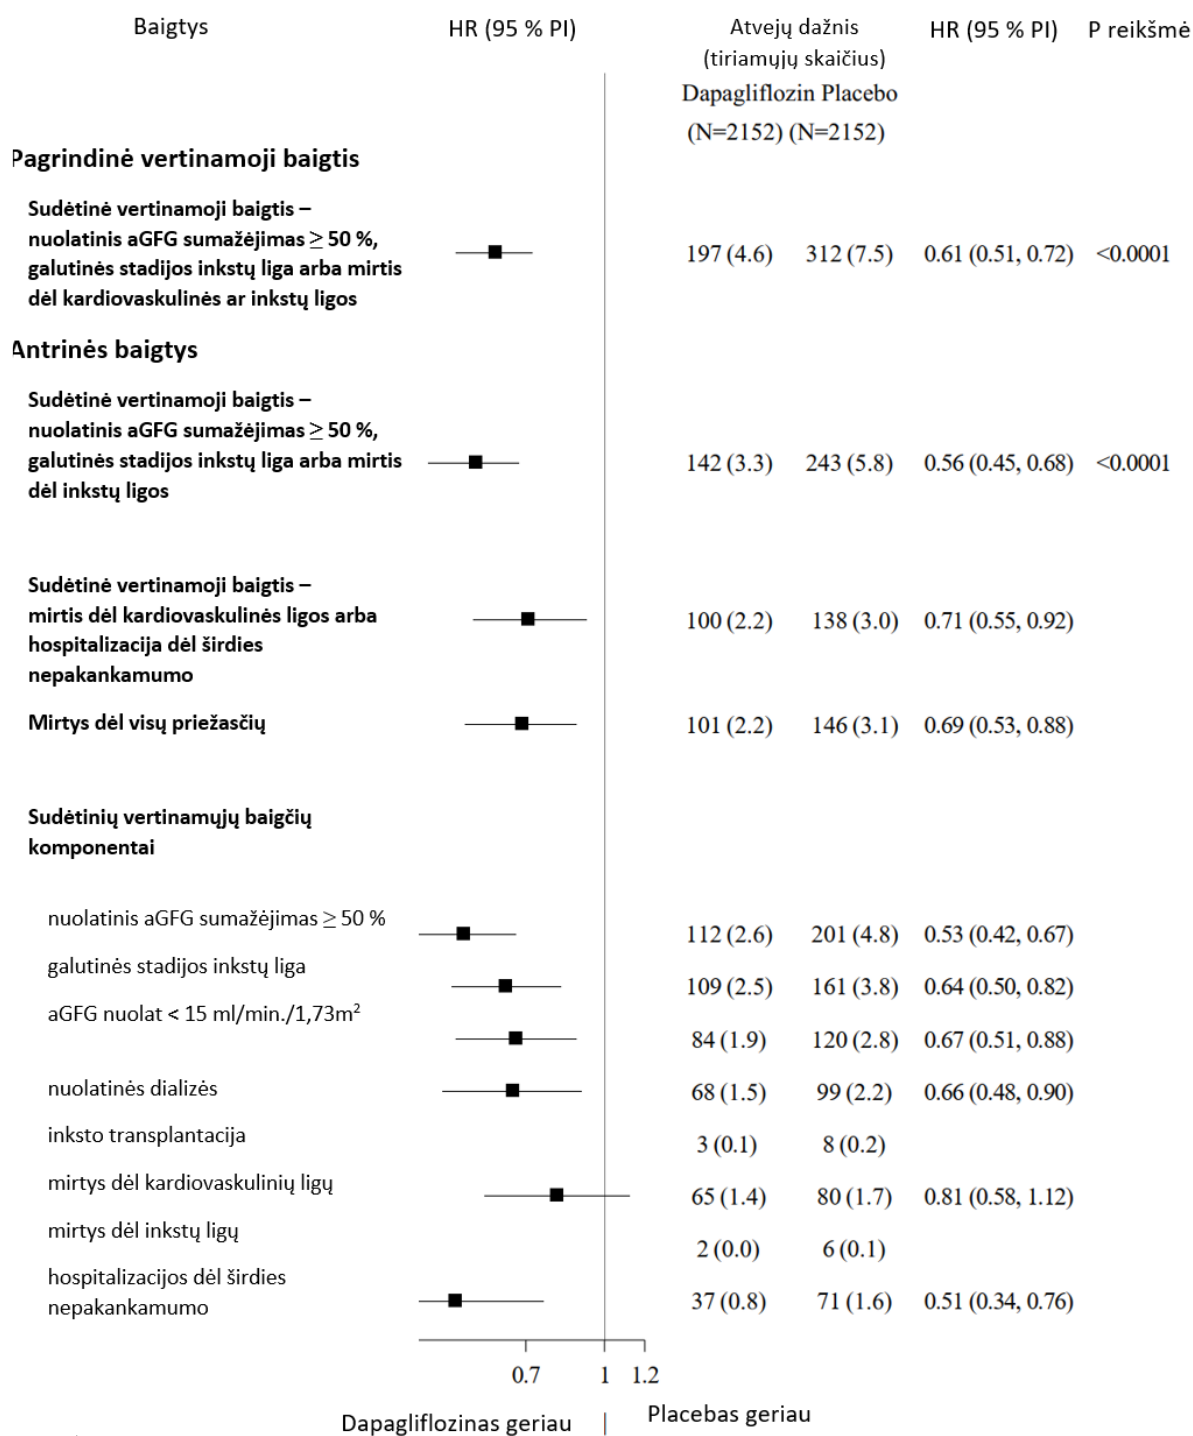 Baigtys HR (95 % PI) Atvejų dažnis HR (95 % PI) P reikšmė
(tiriamųjų skaičius)
Dapagliflozin Placebo
(N=2152) (N=2152)
Pagrindinė vertinamoji baigtis
Sudėtinė vertinamoji baigtis –
nuolatinis aGFG sumažėjimas ≥ 50 %,
galutinės stadijos inkstų liga arba mirtis
dėl kardiovaskulinės ar inkstų ligos
197 (4.6) 312 (7.5) 0.61 (0.51, 0.72) <0.0001
Antrinės baigtys
Sudėtinė vertinamoji baigtis –
nuolatinis aGFG sumažėjimas ≥ 50 %,
galutinės stadijos inkstų liga arba mirtis
dėl inkstų ligos
142 (3.3) 243 (5.8) 0.56 (0.45, 0.68) <0.0001
Sudėtinė vertinamoji baigtis –
mirtis dėl kardiovaskulinės ligos arba
hospitalizacija dėl širdies
nepakankamumo
100 (2.2) 138 (3.0) 0.71 (0.55, 0.92)
Mirtys dėl visų priežasčių 101 (2.2) 146 (3.1) 0.69 (0.53, 0.88)
Sudėtinių vertinamųjų baigčių
komponentai
nuolatinis aGFG sumažėjimas ≥ 50 % 112 (2.6) 201 (4.8) 0.53 (0.42, 0.67)
galutinės stadijos inkstų liga 109 (2.5) 161 (3.8) 0.64 (0.50, 0.82)
aGFG nuolat < 15 ml/min./1,73m² 84 (1.9) 120 (2.8) 0.67 (0.51, 0.88)
nuolatinės dializės 68 (1.5) 99 (2.2) 0.66 (0.48, 0.90)
inksto transplantacija 3 (0.1) 8 (0.2)
mirtys dėl kardiovaskulinių ligų 65 (1.4) 80 (1.7) 0.81 (0.58, 1.12)
mirtys dėl inkstų ligų 2 (0.0) 6 (0.1)
hospitalizacijos dėl širdies
nepakankamumo 37 (0.8) 71 (1.6) 0.51 (0.34, 0.76)
0.7 1 1.2
Dapagliflozinas geriau Placebas geriau